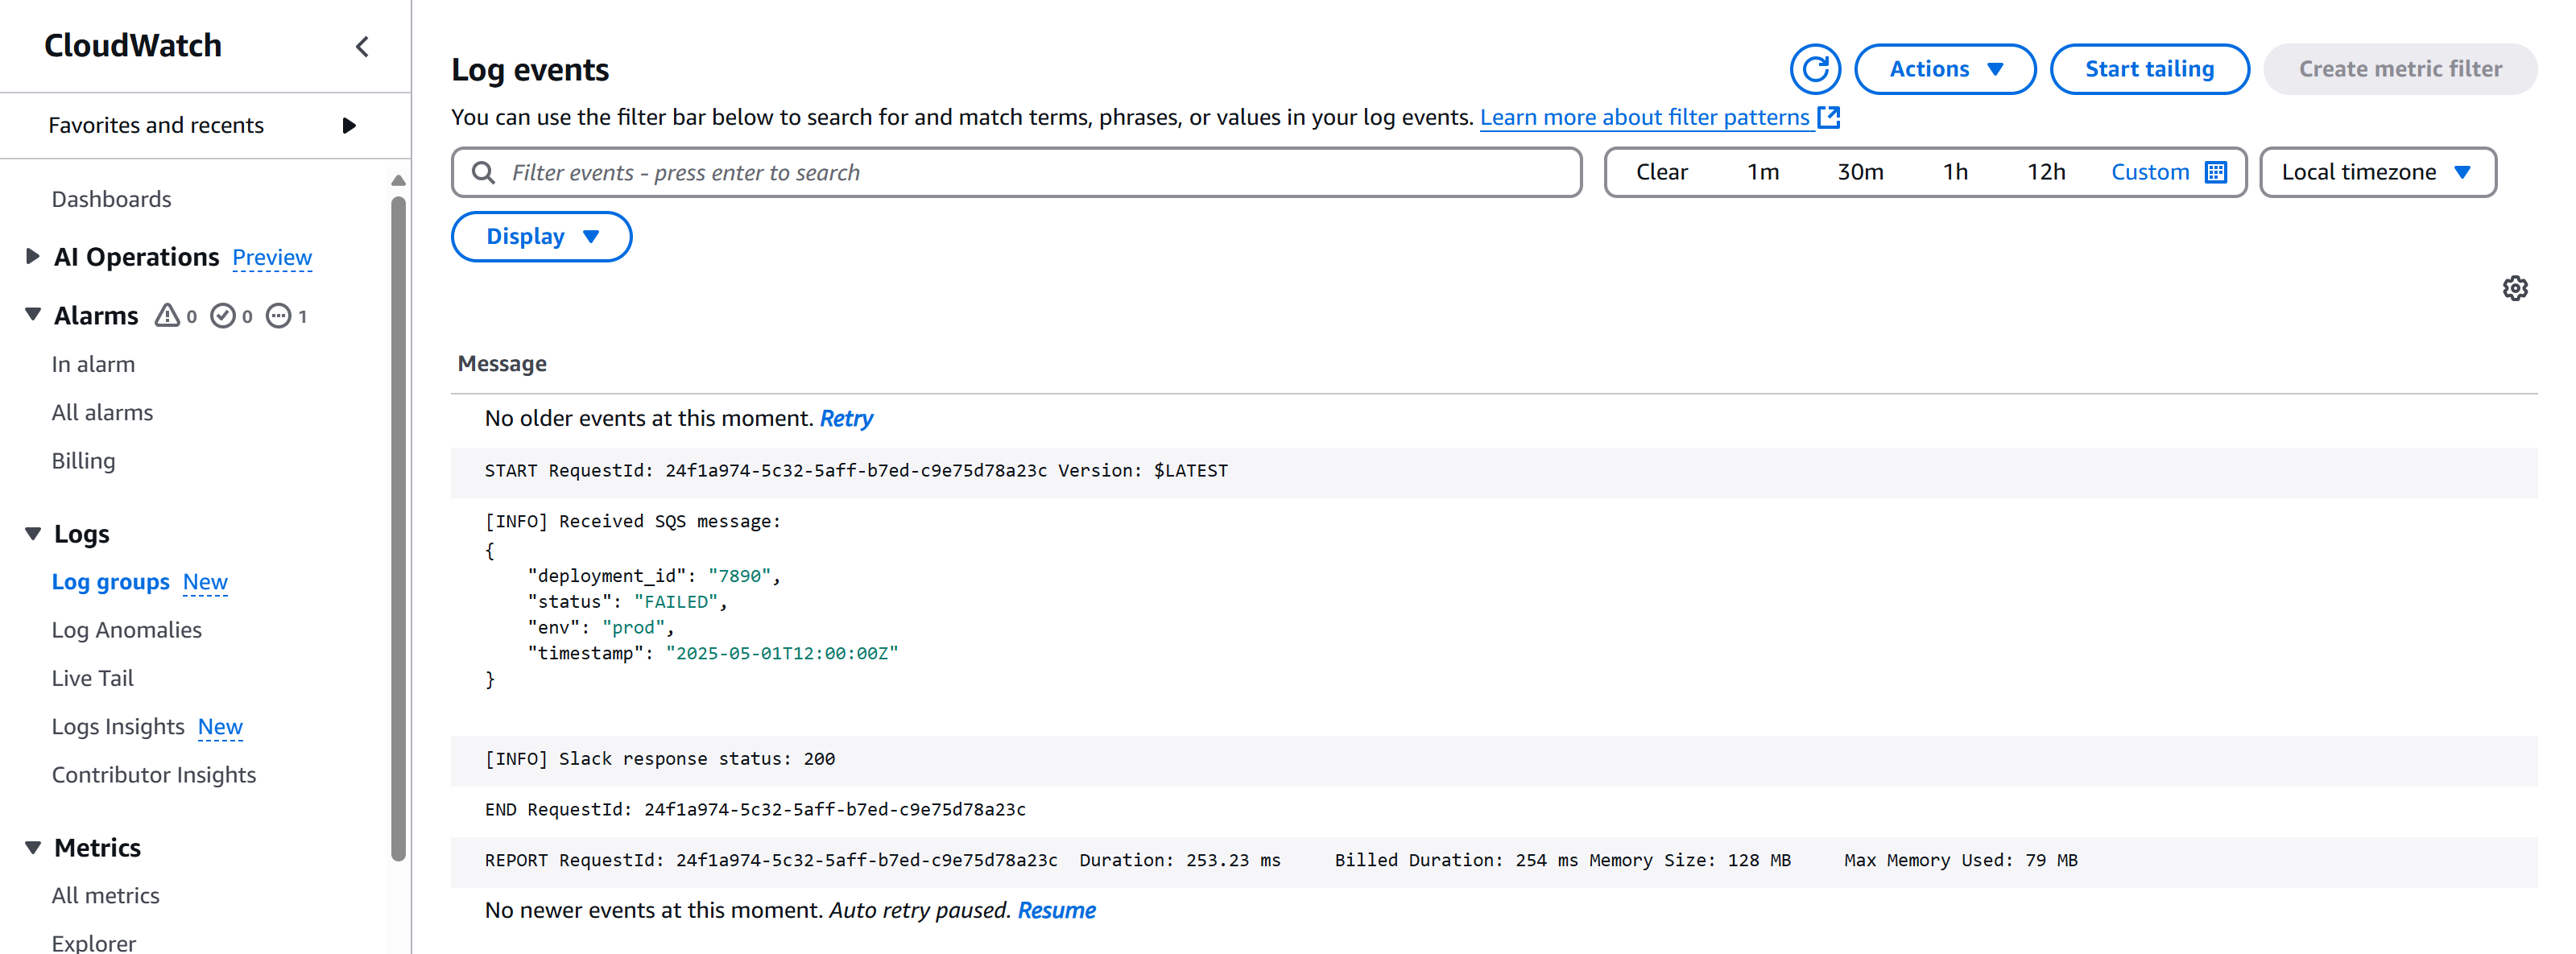 CloudWatch
Favorites and recents
Dashboards
AI Operations Preview
Alarms 0 0 1
In alarm
All alarms
Billing
Logs
Log groups New
Log Anomalies
Live Tail
Logs Insights New
Contributor Insights
Metrics
All metrics
Explorer
Log events
Actions
Start tailing
Create metric filter
You can use the filter bar below to search for and match terms, phrases, or values in your log events. Learn more about filter patterns
Filter events - press enter to search
Clear 1m 30m 1h 12h Custom
Local timezone
Display
Message
No older events at this moment. Retry
START RequestId: 24f1a974-5c32-5aff-b7ed-c9e75d78a23c Version: $LATEST
[INFO] Received SQS message:
{
"deployment_id": "7890",
"status": "FAILED",
"env": "prod",
"timestamp": "2025-05-01T12:00:00Z"
}
[INFO] Slack response status: 200
END RequestId: 24f1a974-5c32-5aff-b7ed-c9e75d78a23c
REPORT RequestId: 24f1a974-5c32-5aff-b7ed-c9e75d78a23c Duration: 253.23 ms Billed Duration: 254 ms Memory Size: 128 MB Max Memory Used: 79 MB
No newer events at this moment. Auto retry paused. Resume